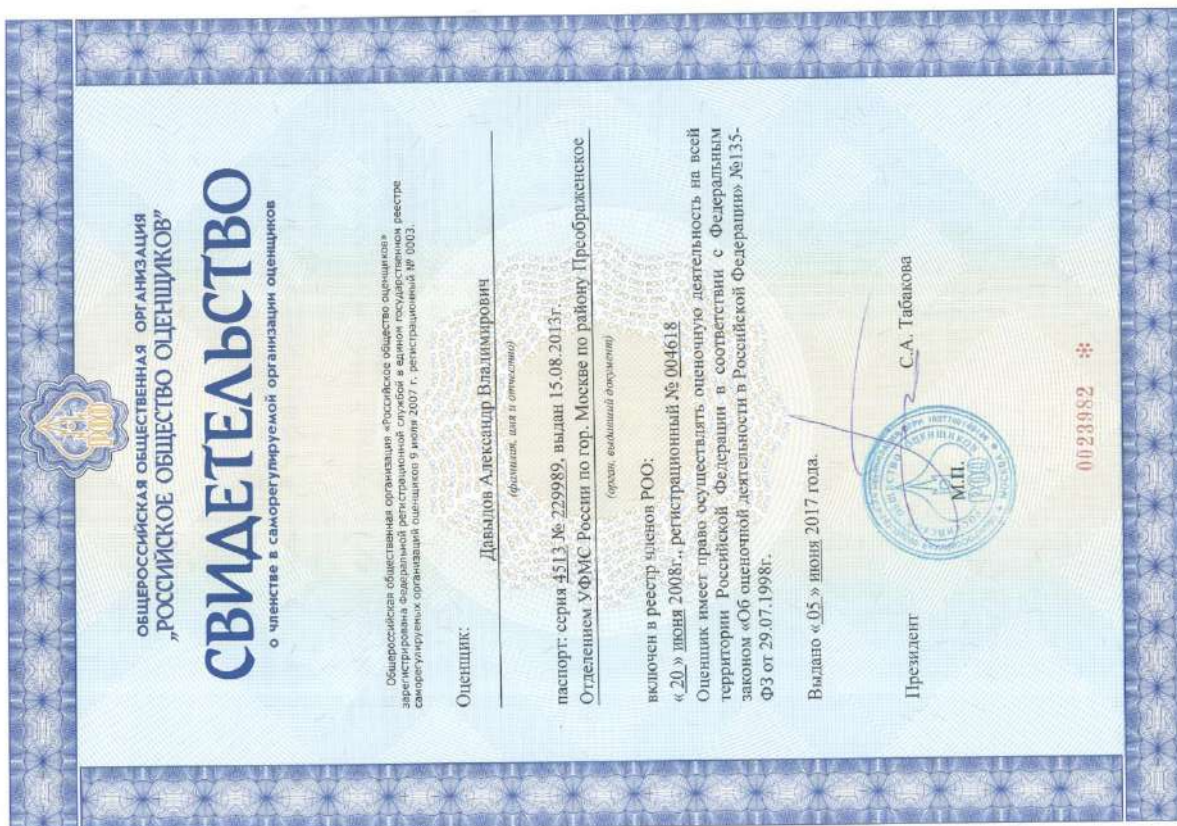 РОО
ОБЩЕРОССИЙСКАЯ ОБЩЕСТВЕННАЯ ОРГАНИЗАЦИЯ
„РОССИЙСКОЕ ОБЩЕСТВО ОЦЕНЩИКОВ”
СВИДЕТЕЛЬСТВО
о членстве в саморегулируемой организации оценщиков
Общероссийская общественная организация «Российское общество оценщиков»
зарегистрирована Федеральной регистрационной службой в едином государственном реестре
саморегулируемых организаций оценщиков 9 июля 2007 г. регистрационный № 0003.
Оценщик:
Давыдов Александр Владимирович
(фамилия, имя и отчество)
паспорт: серия 4513 № 229989, выдан 15.08.2013г.
Отделением УФМС России по гор. Москве по району Преображенское
(орган, выдавший документ)
включен в реестр членов РОО:
« 20 » июня 2008г., регистрационный № 004618
Оценщик имеет право осуществлять оценочную деятельность на всей
территории Российской Федерации в соответствии с Федеральным
законом «Об оценочной деятельности в Российской Федерации» №135-
ФЗ от 29.07.1998г.
Выдано « 05 » июня 2017 года.
Президент С.А. Табакова
М.П.
РОО
0023982 *